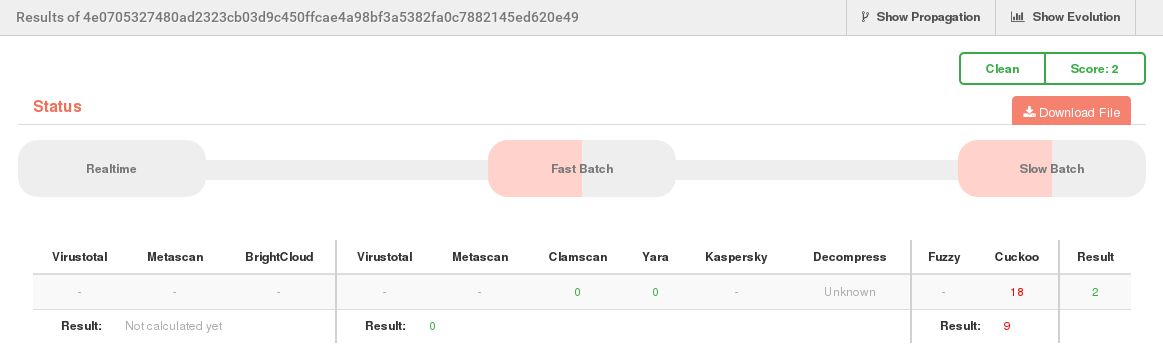 Results of 4e0705327480ad2323cb03d9c450ffcae4a98bf3a5382fa0c7882145ed620e49 Show Propagation Show Evolution
Clean Score: 2
Status Download File
Realtime Fast Batch Slow Batch
Virustotal Metascan BrightCloud Virustotal Metascan Clamscan Yara Kaspersky Decompress Fuzzy Cuckoo Result
- - - - - 0 0 - Unknown - 18 2
Result: Not calculated yet Result: 0 Result: 9